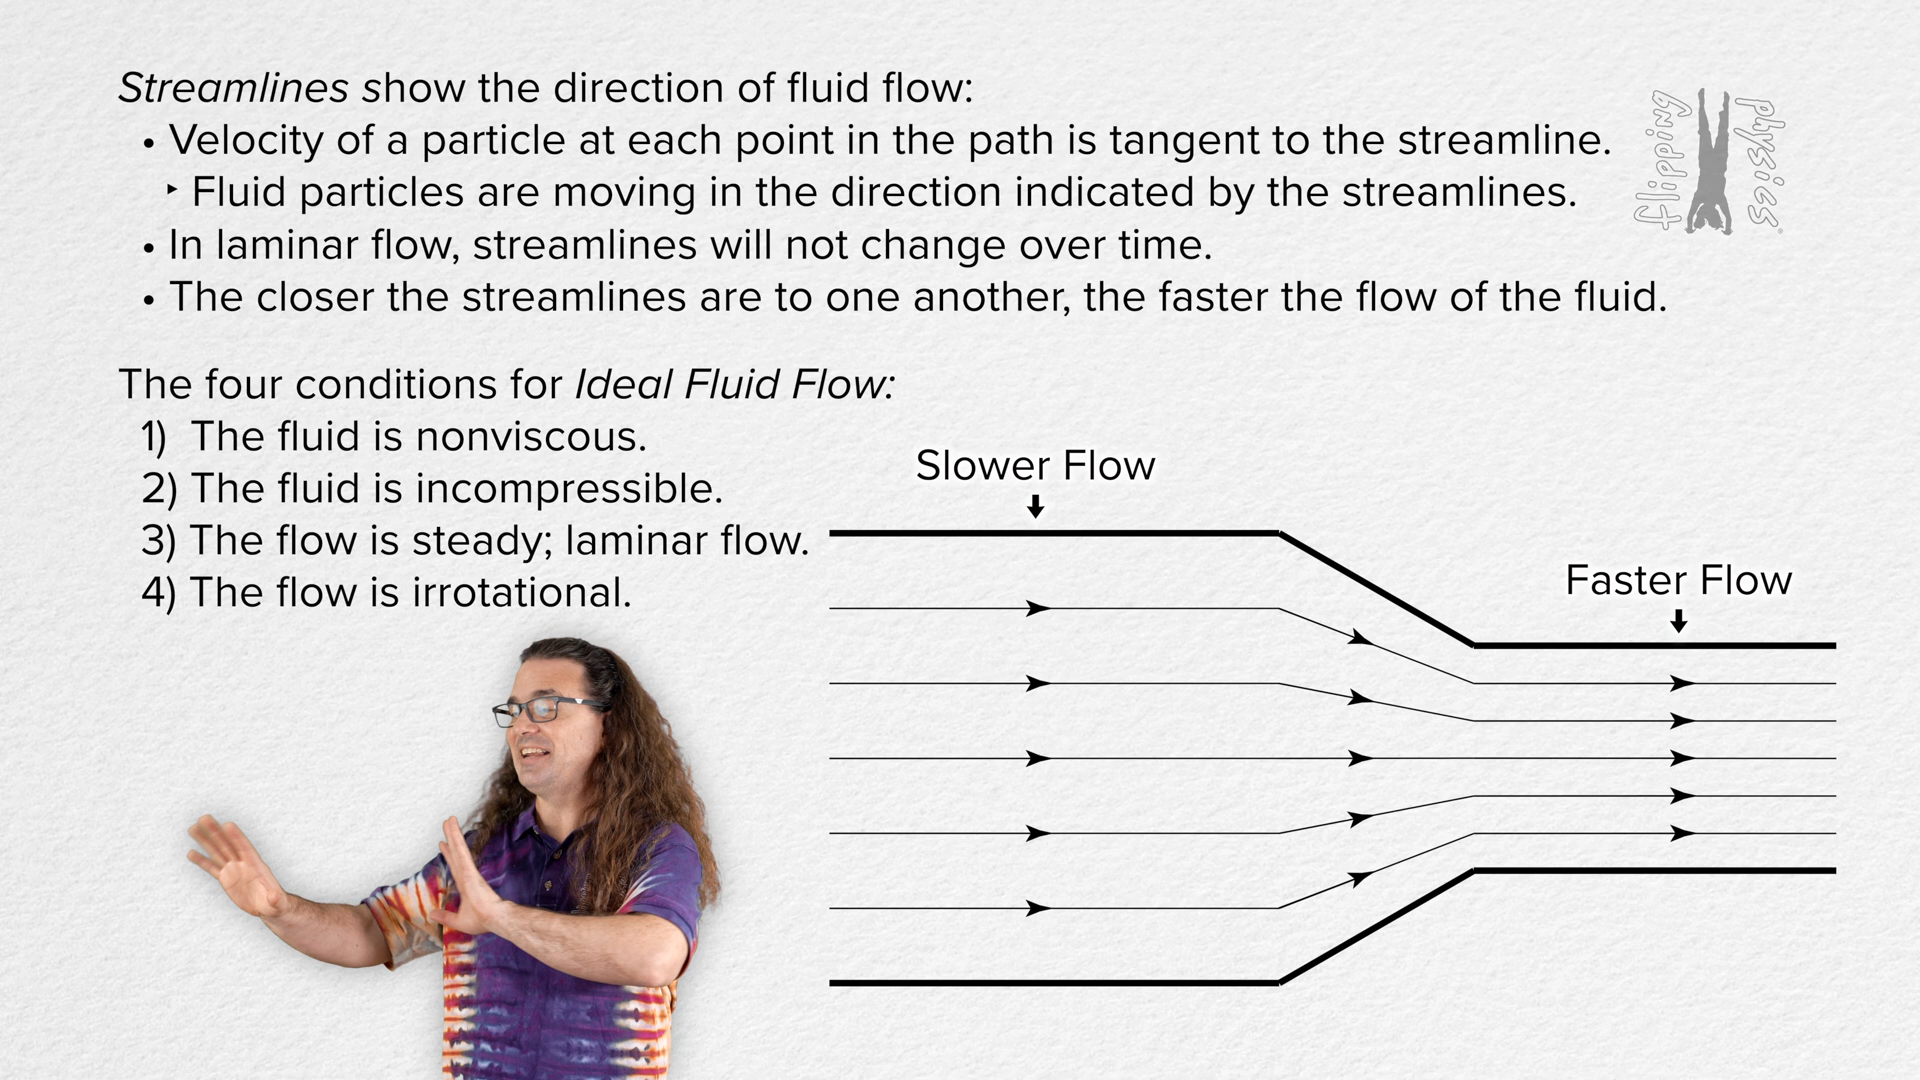 Streamlines show the direction of fluid flow:
• Velocity of a particle at each point in the path is tangent to the streamline.
‣ Fluid particles are moving in the direction indicated by the streamlines.
• In laminar flow, streamlines will not change over time.
• The closer the streamlines are to one another, the faster the flow of the fluid.
flipping
physics
®
The four conditions for Ideal Fluid Flow:
1) The fluid is nonviscous.
2) The fluid is incompressible.
3) The flow is steady; laminar flow.
4) The flow is irrotational.
Slower Flow
Faster Flow